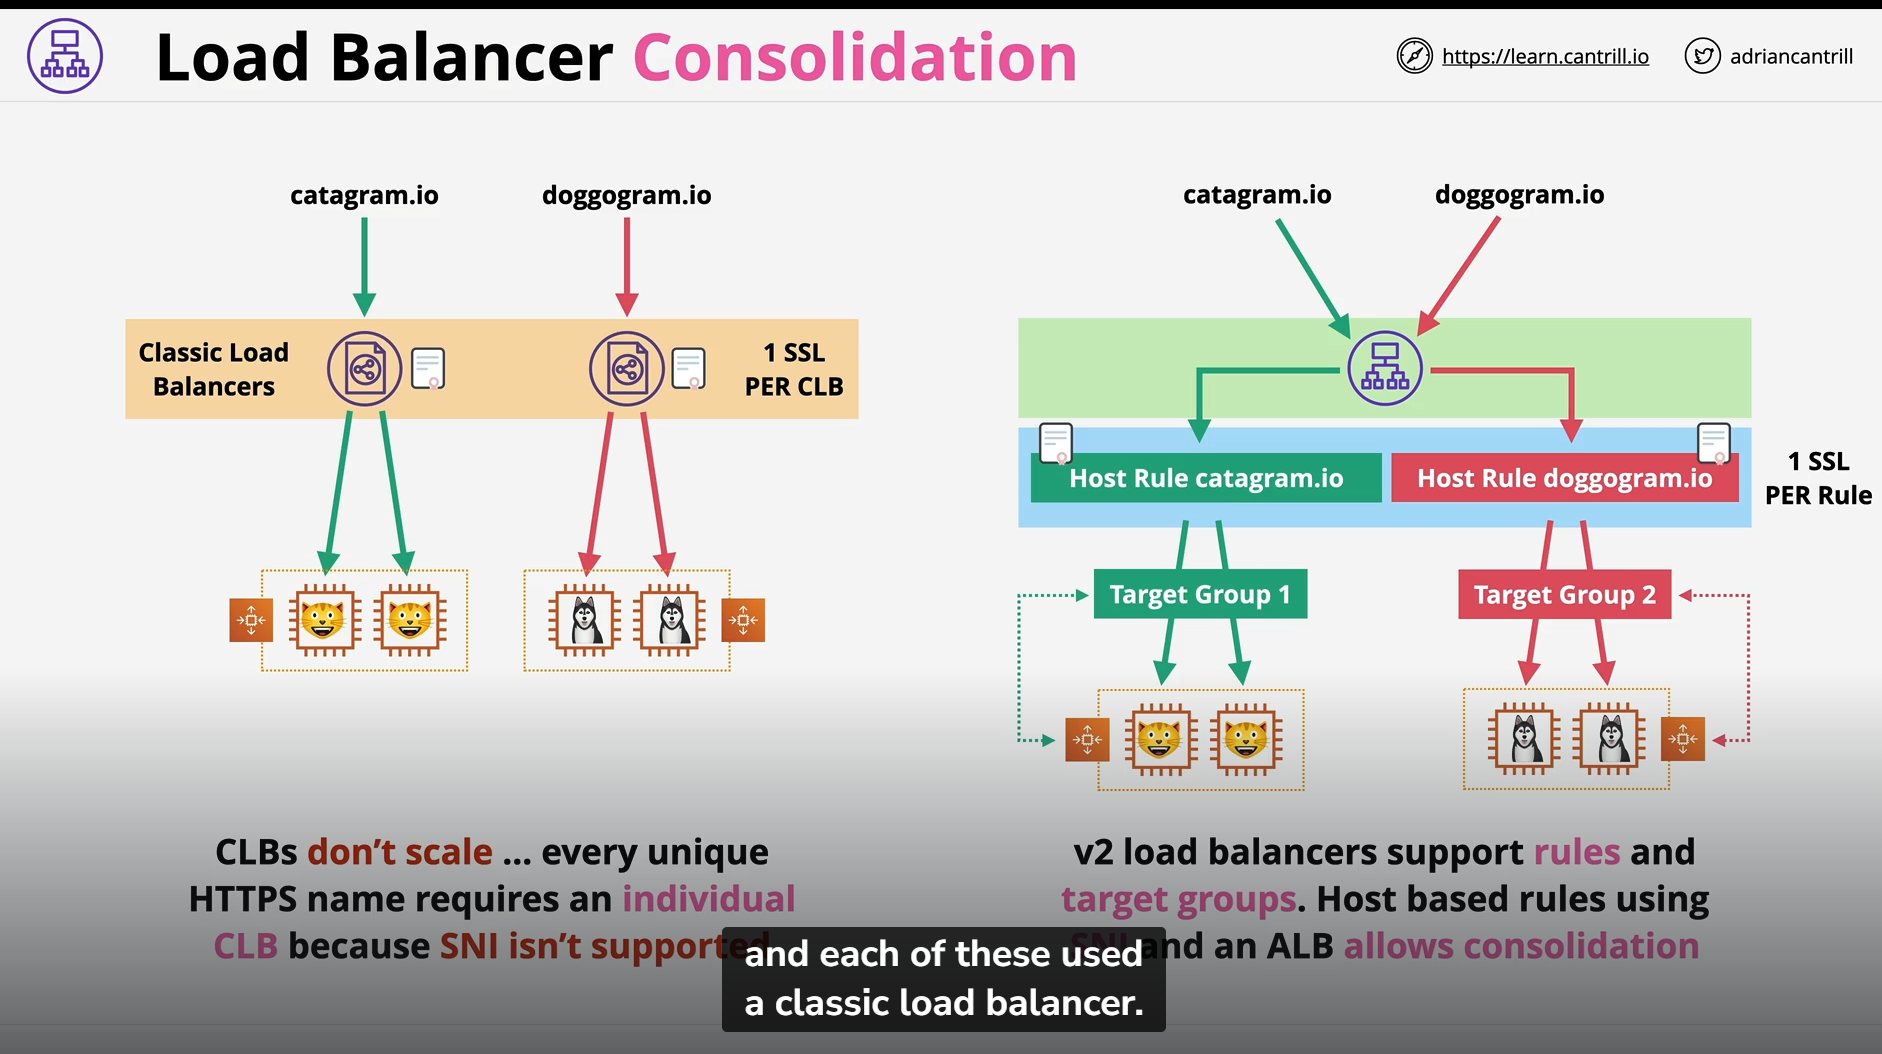 Load Balancer Consolidation
https://learn.cantrill.io
adriancantrill
catagram.io
doggogram.io
Classic Load
Balancers
1 SSL
PER CLB
CLBs don't scale ... every unique
HTTPS name requires an individual
CLB because SNI isn't supported
catagram.io
doggogram.io
Host Rule catagram.io
Host Rule doggogram.io
1 SSL
PER Rule
Target Group 1
Target Group 2
v2 load balancers support rules and
target groups. Host based rules using
SNI and an ALB allows consolidation
and each of these used
a classic load balancer.